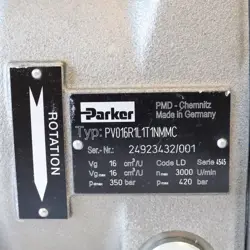 ROTATION
Parker
PMD - Chemnitz
Made in Germany
Typ: PV016R1L1T1NMMC
Ser.-Nr.: 24923432/001
Vg 16 cm³/U Code LD Serie 4545
Vg 16 cm³/U n 3000 U/min
p 350 bar p 420 bar